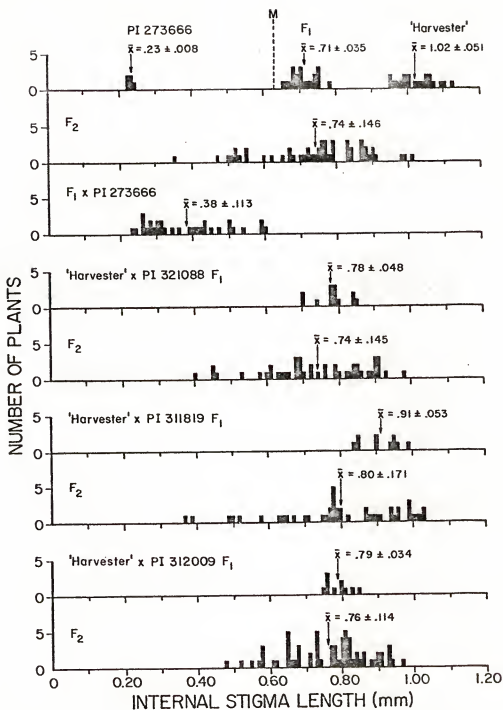 PI 273666
x̄ = .23 ± .008
M
F₁
x̄ = .71 ± .035
'Harvester'
x̄ = 1.02 ± .051
5
0
F₂
x̄ = .74 ± .146
5
0
F₁ x PI 273666
x̄ = .38 ± .113
5
0
'Harvester' x PI 321088 F₁
x̄ = .78 ± .048
5
0
F₂
x̄ = .74 ± .145
5
0
'Harvester' x PI 311819 F₁
x̄ = .91 ± .053
5
0
F₂
x̄ = .80 ± .171
5
0
'Harvester' x PI 312009 F₁
x̄ = .79 ± .034
5
0
F₂
x̄ = .76 ± .114
5
0
NUMBER OF PLANTS
0 0.20 0.40 0.60 0.80 1.00 1.20
INTERNAL STIGMA LENGTH (mm)